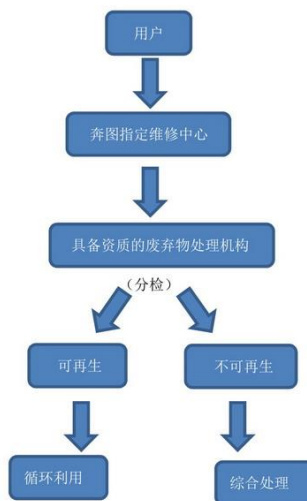 用户
奔图指定维修中心
具备资质的废弃物处理机构
（分检）
可再生
不可再生
循环利用
综合处理